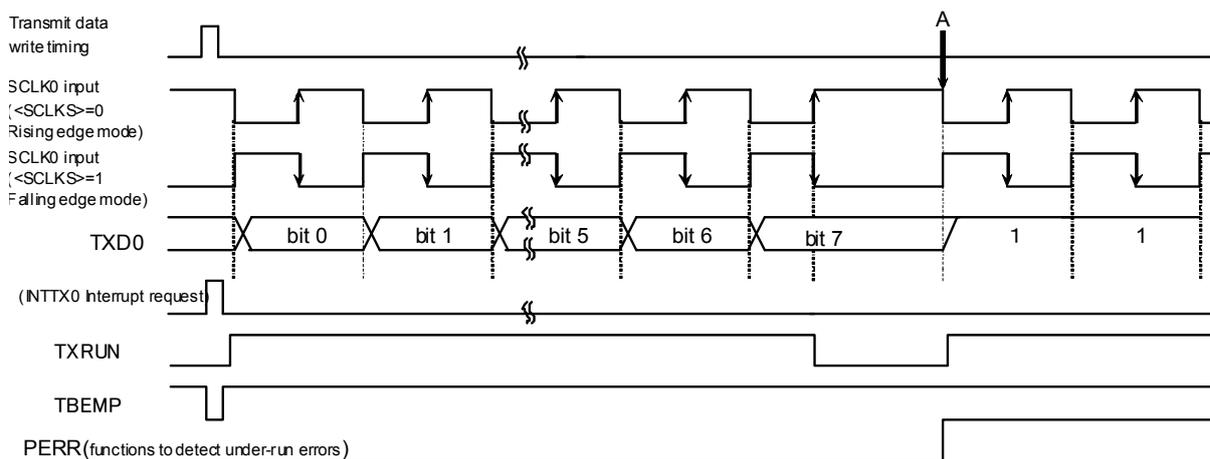 Transmit data
write timing
A
SCLK0 input
(<SCLKS>=0
Rising edge mode)
SCLK0 input
(<SCLKS>=1
Falling edge mode)
TXD0
bit 0
bit 1
bit 5
bit 6
bit 7
1
1
(INTTX0 Interrupt request)
TXRUN
TBEMP
PERR(functions to detect under-run errors)